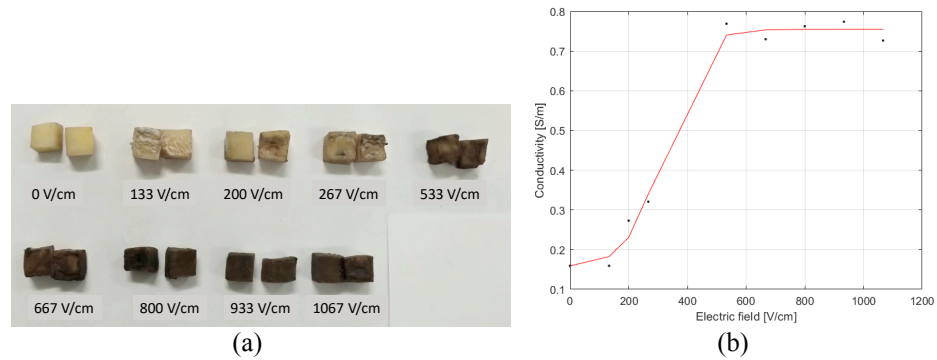 0 V/cm 133 V/cm 200 V/cm 267 V/cm 533 V/cm
667 V/cm 800 V/cm 933 V/cm 1067 V/cm
(a)
0.8
0.7
0.6
0.5
0.4
0.3
0.2
0.1
Conductivity [S/m]
0 200 400 600 800 1000 1200
Electric field [V/cm]
(b)